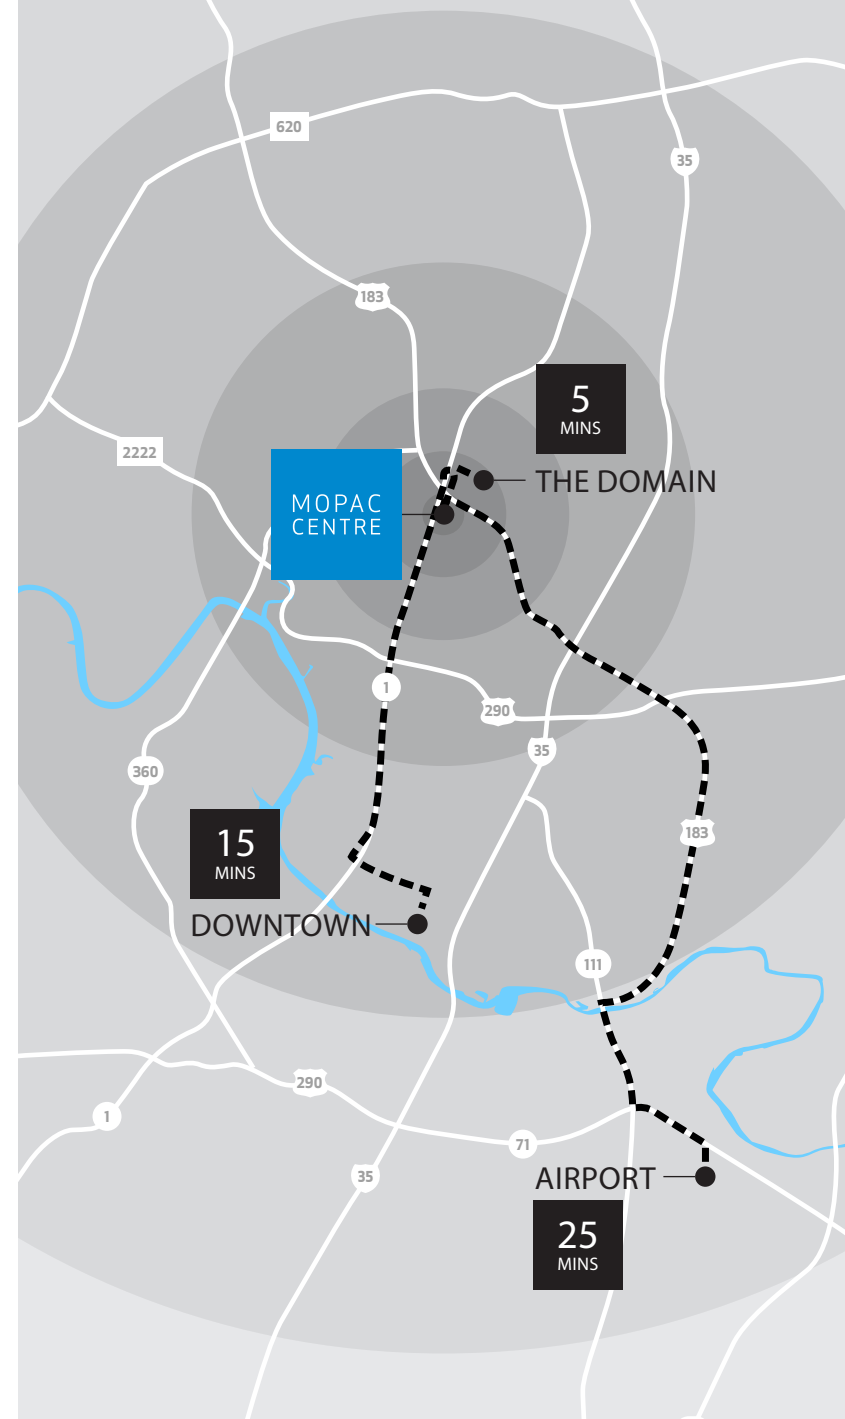 620
35
183
5
MINS
2222
THE DOMAIN
MOPAC
CENTRE
1
290
35
360
183
15
MINS
DOWNTOWN
111
290
1
71
35
AIRPORT
25
MINS